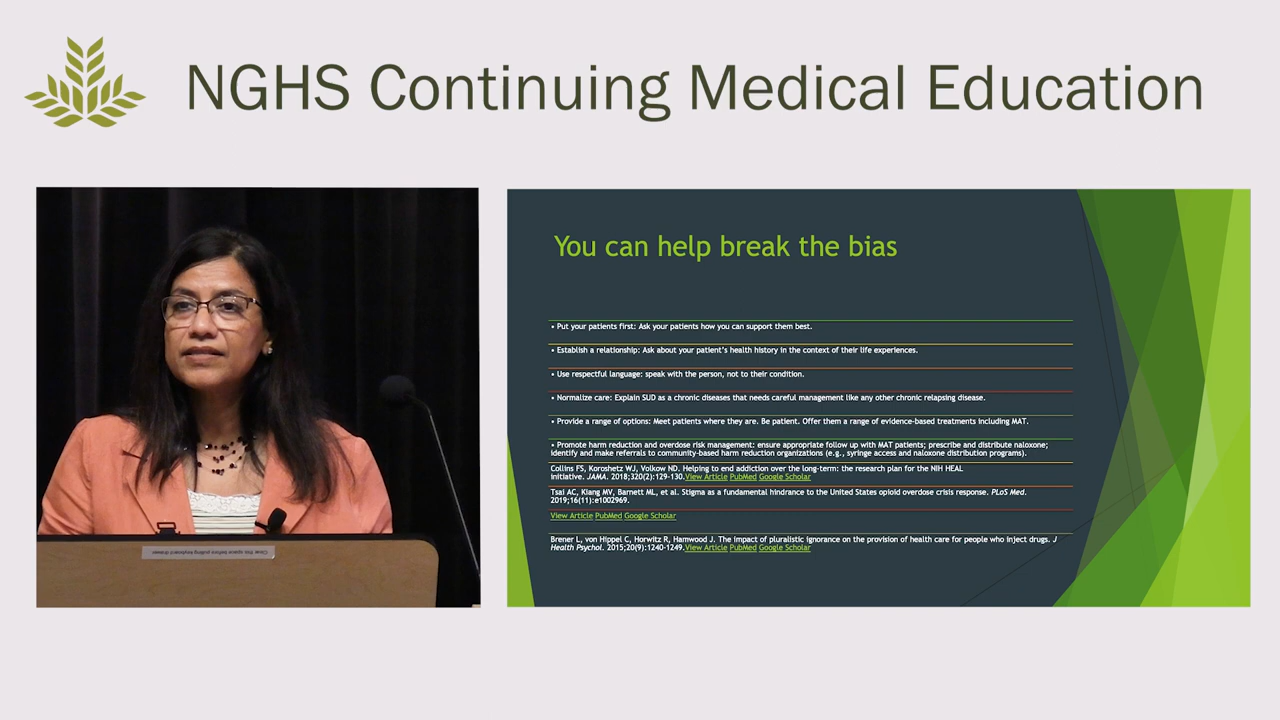 NGHS Continuing Medical Education
You can help break the bias
• Put your patients first: Ask your patients how you can support them best.
• Establish a relationship: Ask about your patient's health history in the context of their life experiences.
• Use respectful language: speak with the person, not to their condition.
• Normalize care: Explain SUD as a chronic diseases that needs careful management like any other chronic relapsing disease.
• Provide a range of options: Meet patients where they are. Be patient. Offer them a range of evidence-based treatments including MAT.
• Promote harm reduction and overdose risk management: ensure appropriate follow up with MAT patients; prescribe and distribute naloxone;
identify and make referrals to community-based harm reduction organizations (e.g., syringe access and naloxone distribution programs).
Collins FS, Koroshetz WJ, Volkow ND. Helping to end addiction over the long-term: the research plan for the NIH HEAL
initiative. JAMA. 2018;320(2):129-130.View Article PubMed Google Scholar
Tsai AC, Kiang MV, Barnett ML, et al. Stigma as a fundamental hindrance to the United States opioid overdose crisis response. PLoS Med.
2019;16(11):e1002969.
View Article PubMed Google Scholar
Brener L, von Hippel C, Horwitz R, Hamwood J. The impact of pluralistic ignorance on the provision of health care for people who inject drugs. J
Health Psychol. 2015;20(9):1240-1249.View Article PubMed Google Scholar
Clear this space before pulling keyboard drawer